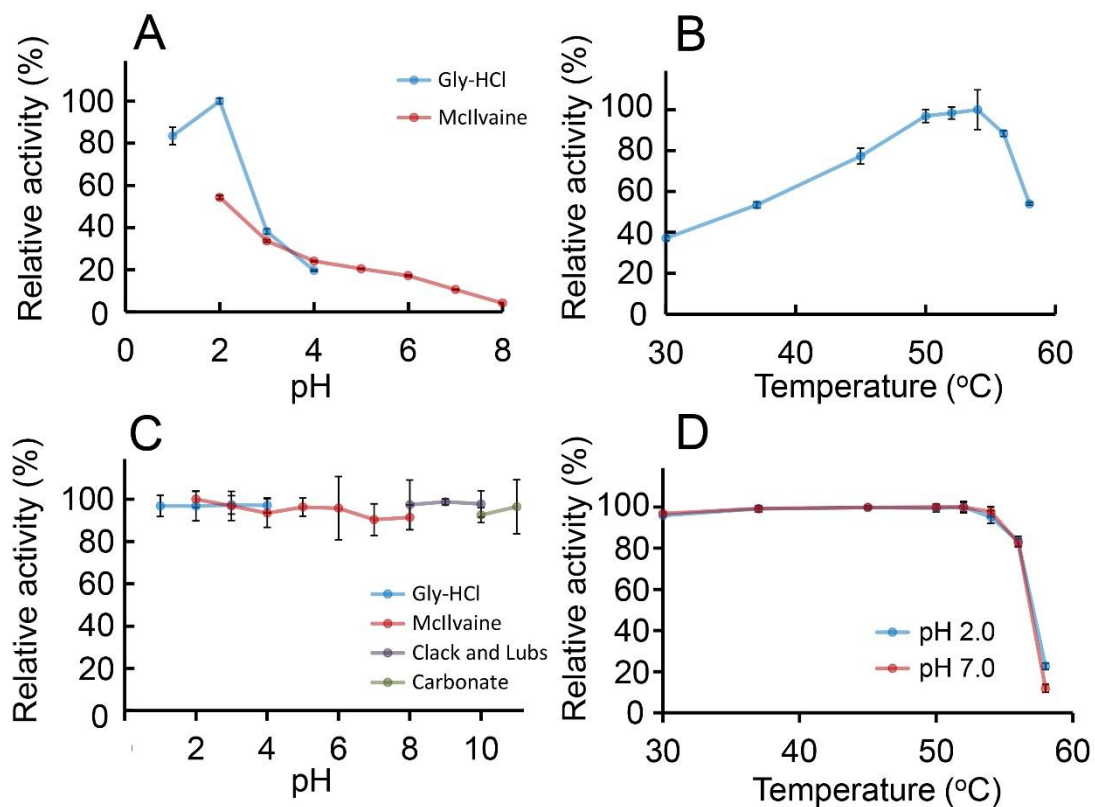 A
Relative activity (%)
100
80
60
40
20
0
0 2 4 6 8
pH
Gly-HCl
McIlvaine
B
Relative activity (%)
100
80
60
40
20
0
30 40 50 60
Temperature (°C)
C
Relative activity (%)
100
80
60
40
20
0
2 4 6 8 10
pH
Gly-HCl
McIlvaine
Clack and Lubs
Carbonate
D
Relative activity (%)
100
80
60
40
20
0
30 40 50 60
Temperature (°C)
pH 2.0
pH 7.0